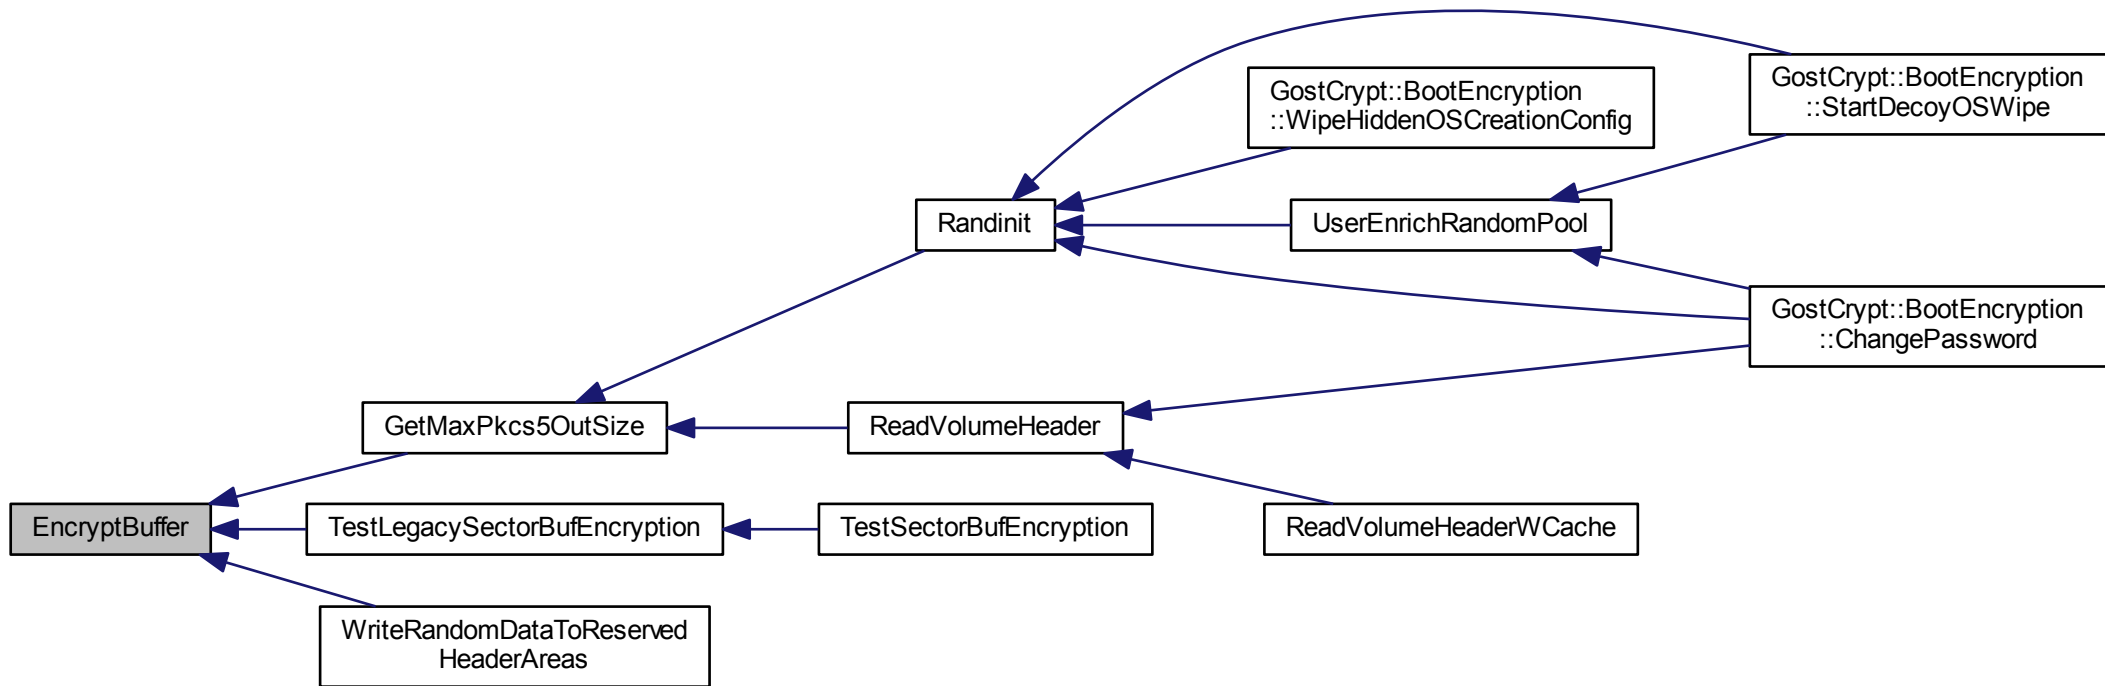 GostCrypt::BootEncryption
::StartDecoyOSWipe
GostCrypt::BootEncryption
::WipeHiddenOSCreationConfig
Randinit
UserEnrichRandomPool
GostCrypt::BootEncryption
::ChangePassword
GetMaxPkcs5OutSize
ReadVolumeHeader
EncryptBuffer
TestLegacySectorBufEncryption
TestSectorBufEncryption
ReadVolumeHeaderWCache
WriteRandomDataToReserved
HeaderAreas